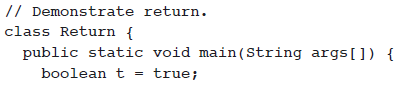 // Demonstrate return.
class Return {
  public static void main(String args[]) {
    boolean t = true;